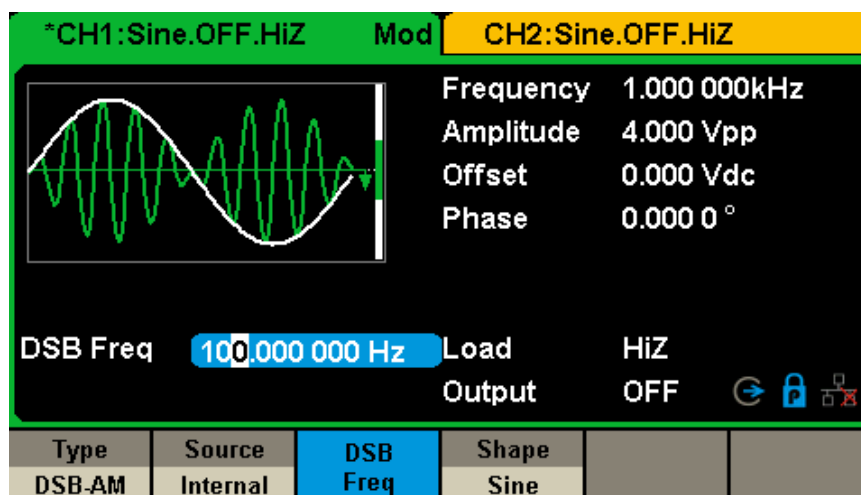 *CH1:Sine.OFF.HiZ Mod CH2:Sine.OFF.HiZ
Frequency 1.000 000kHz
Amplitude 4.000 Vpp
Offset 0.000 Vdc
Phase 0.000 0 °
DSB Freq 100.000 000 Hz Load HiZ
Output OFF P
Type Source DSB Shape
DSB-AM Internal Freq Sine